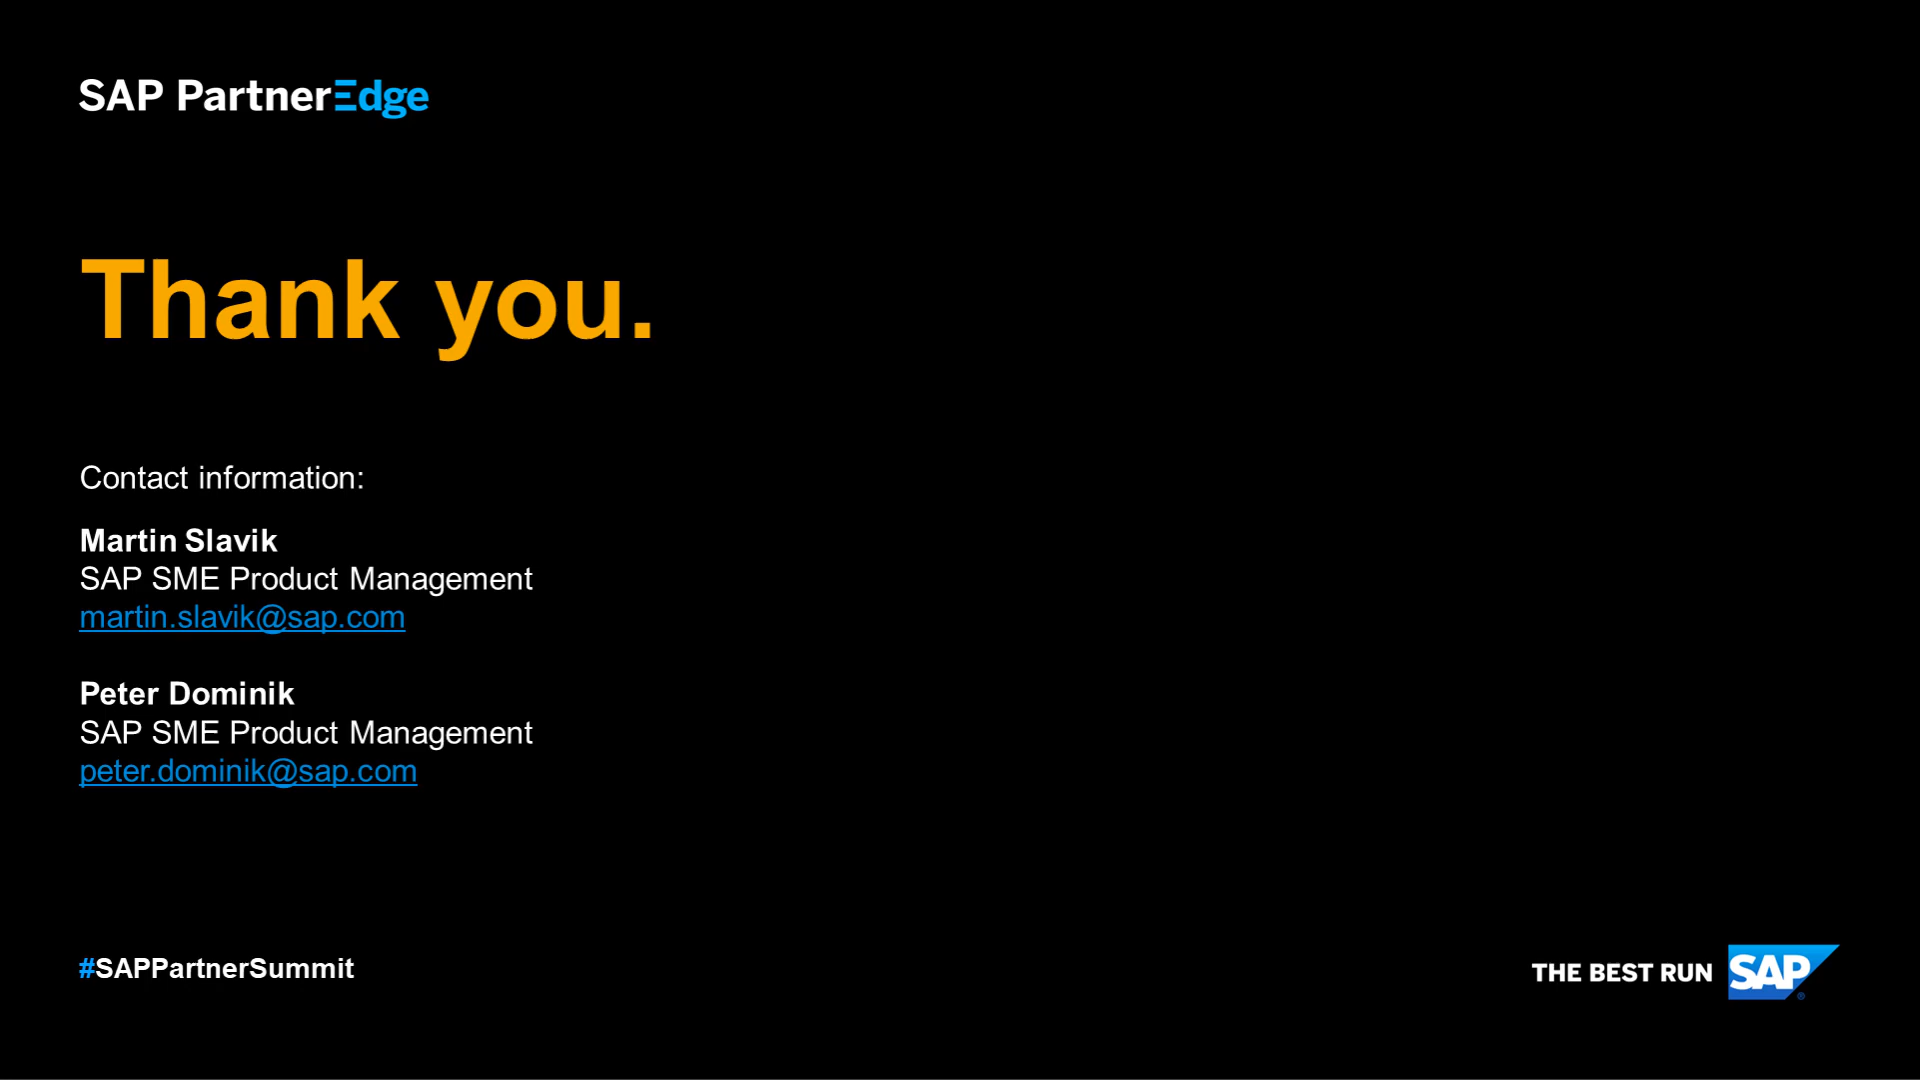 SAP PartnerEdge
Thank you.
Contact information:
Martin Slavik
SAP SME Product Management
martin.slavik@sap.com
Peter Dominik
SAP SME Product Management
peter.dominik@sap.com
#SAPPartnerSummit
THE BEST RUN SAP®